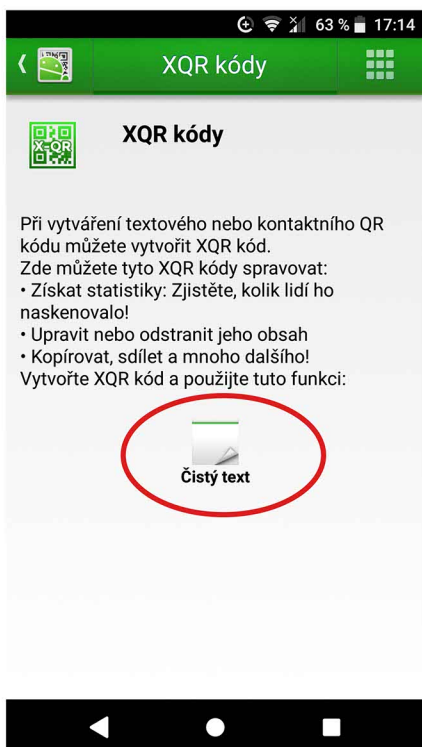 63 % 17:14
XQR kódy
X-QR
XQR kódy
Při vytváření textového nebo kontaktního QR
kódu můžete vytvořit XQR kód.
Zde můžete tyto XQR kódy spravovat:
• Získat statistiky: Zjistěte, kolik lidí ho
naskenovalo!
• Upravit nebo odstranit jeho obsah
• Kopírovat, sdílet a mnoho dalšího!
Vytvořte XQR kód a použijte tuto funkci:
Čistý text